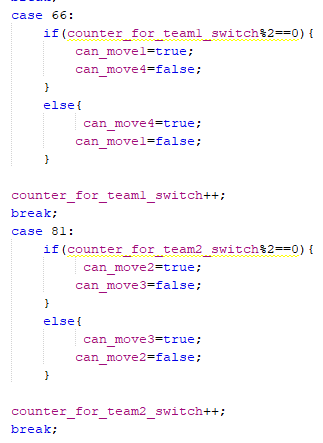 break;
case 66:
if(counter_for_team1_switch%2==0){
can_move1=true;
can_move4=false;
}
else{
can_move4=true;
can_move1=false;
}
counter_for_team1_switch++;
break;
case 81:
if(counter_for_team2_switch%2==0){
can_move2=true;
can_move3=false;
}
else{
can_move3=true;
can_move2=false;
}
counter_for_team2_switch++;
break;